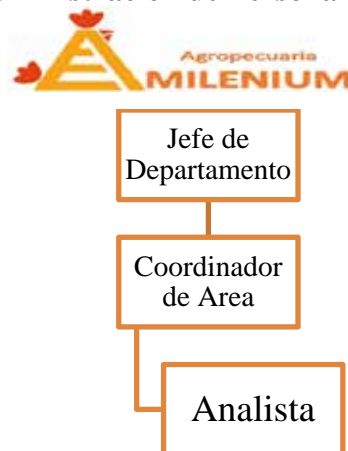 Agropecuaria
MILENIUM
Jefe de
Departamento
Coordinador
de Area
Analista